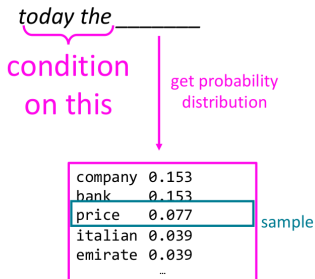 today the _______
condition
on this
get probability
distribution
company 0.153
bank 0.153
price 0.077
sample
italian 0.039
emirate 0.039
…